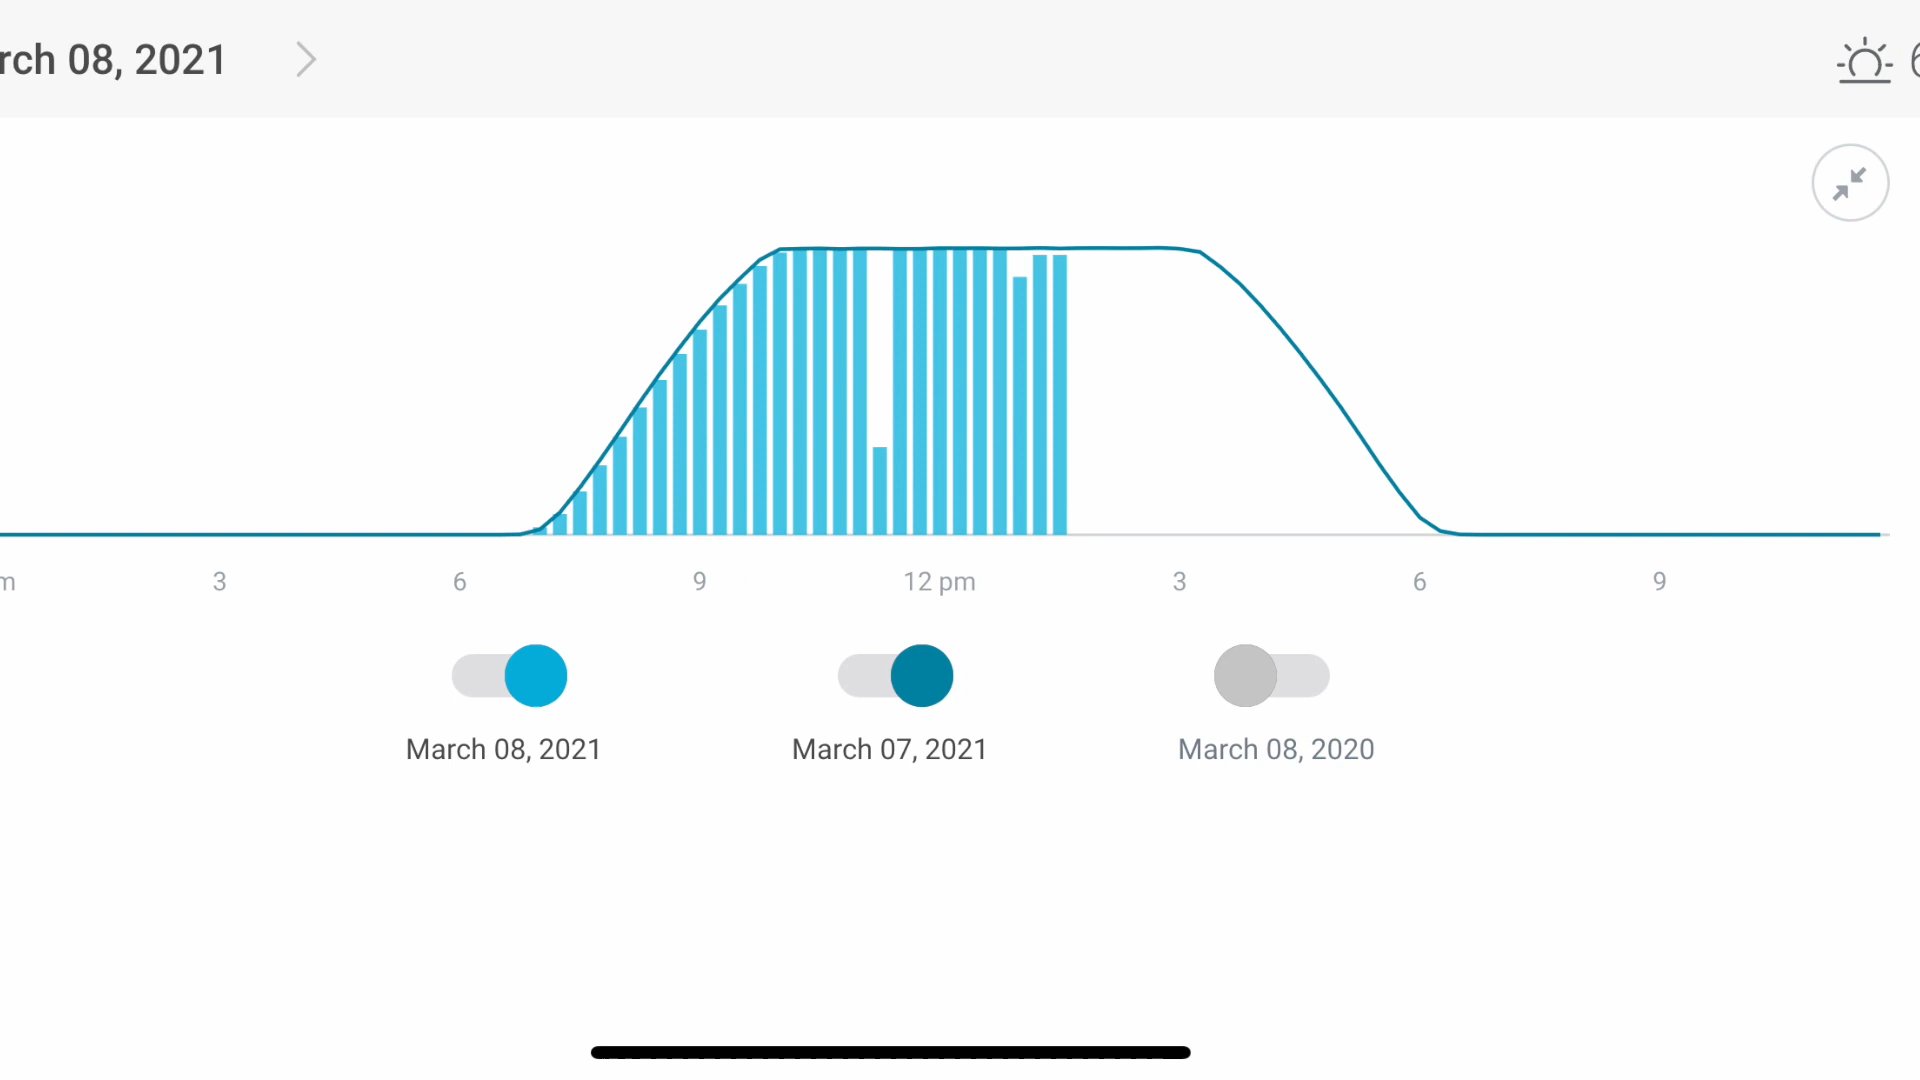 rch 08, 2021
m 3 6 9 12 pm 3 6 9
March 08, 2021 March 07, 2021 March 08, 2020